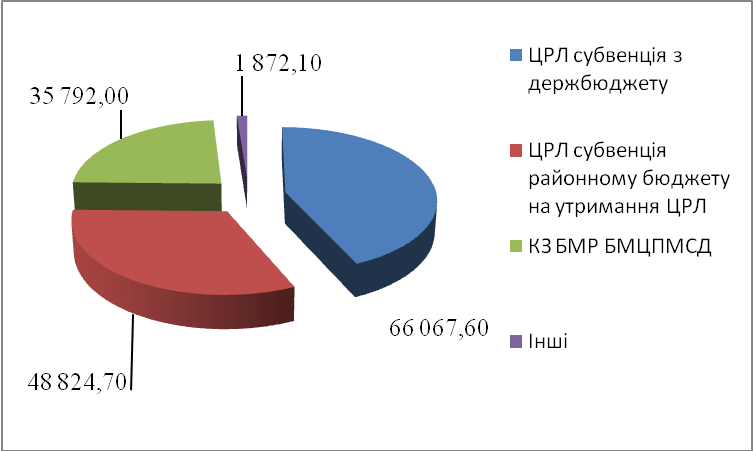 1 872,10
35 792,00
66 067,60
48 824,70
ЦРЛ субвенція з
держбюджету
ЦРЛ субвенція
районному бюджету
на утримання ЦРЛ
КЗ БМР БМЦПМСД
Інші